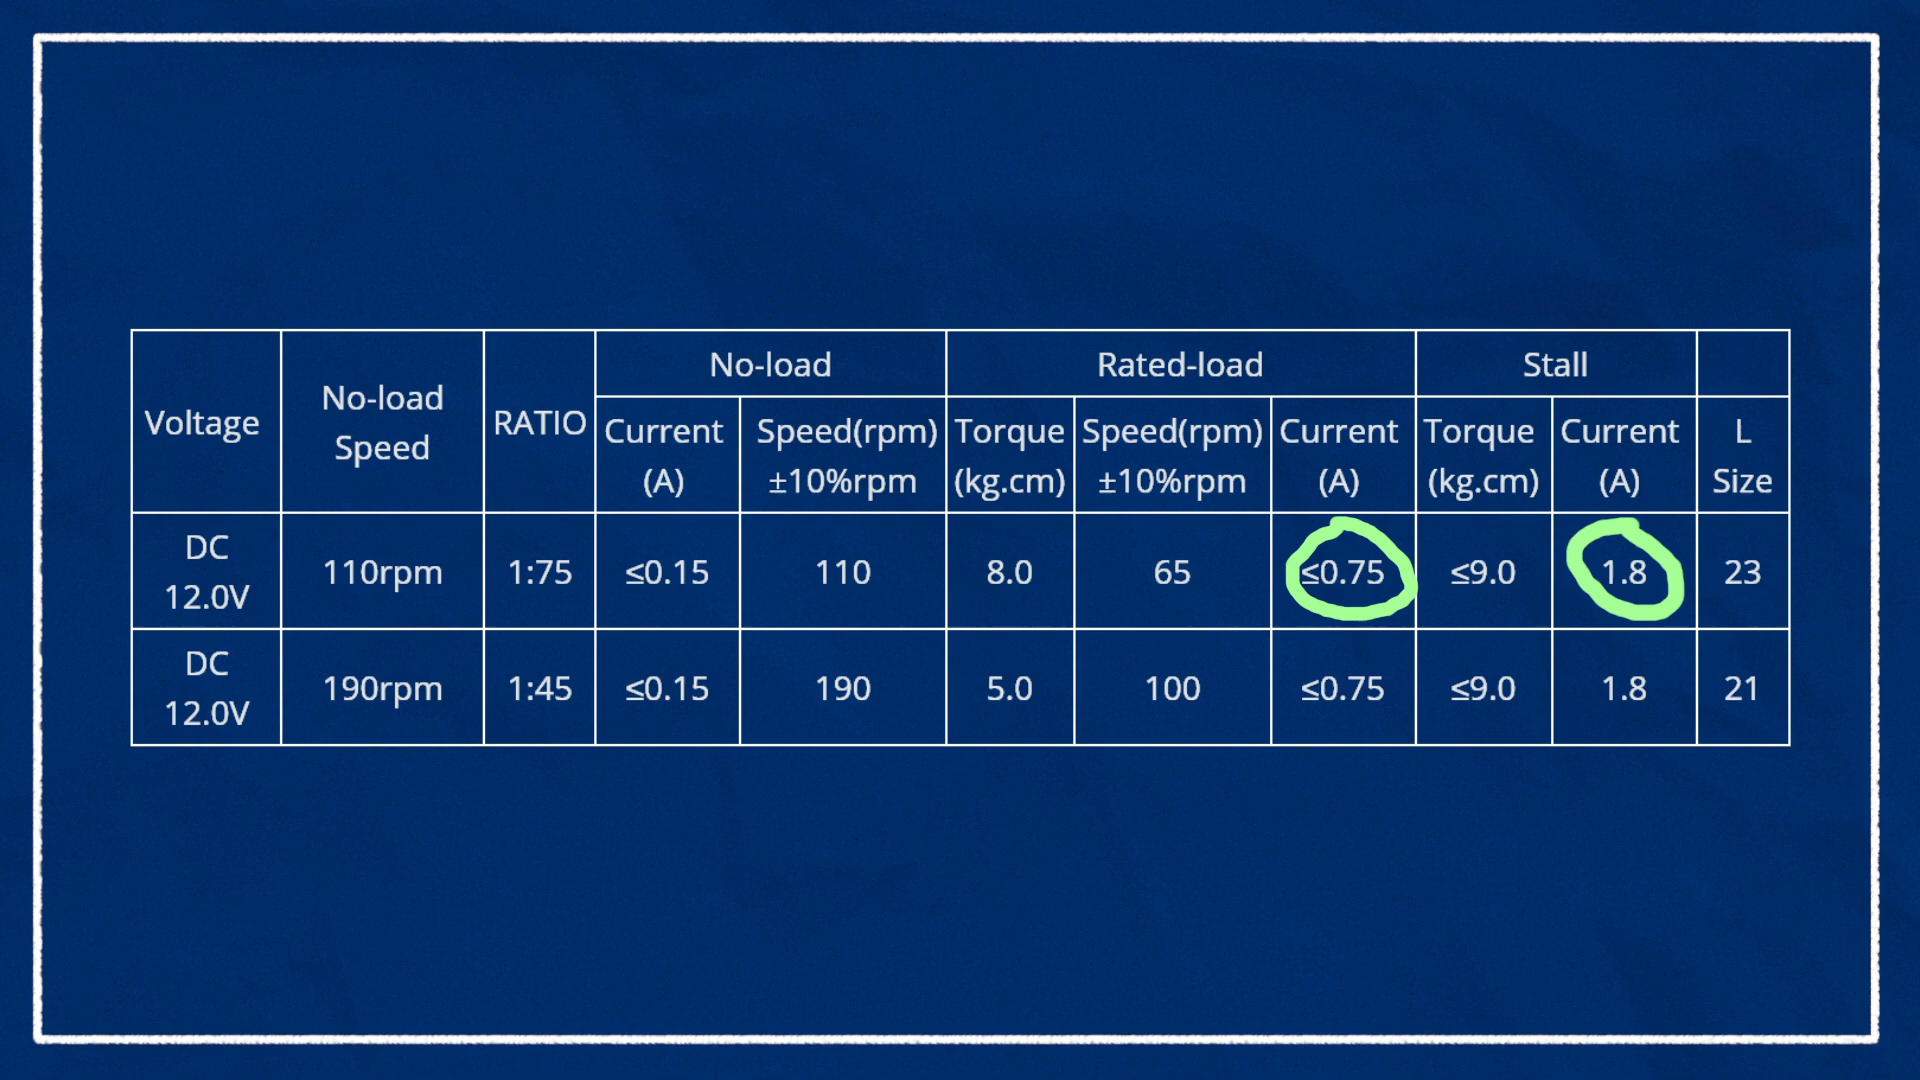 Voltage No-load Speed RATIO No-load Rated-load Stall
Current (A) Speed(rpm) ±10%rpm Torque (kg.cm) Speed(rpm) ±10%rpm Current (A) Torque (kg.cm) Current (A) L Size
DC 12.0V 110rpm 1:75 ≤0.15 110 8.0 65 ≤0.75 ≤9.0 1.8 23
DC 12.0V 190rpm 1:45 ≤0.15 190 5.0 100 ≤0.75 ≤9.0 1.8 21